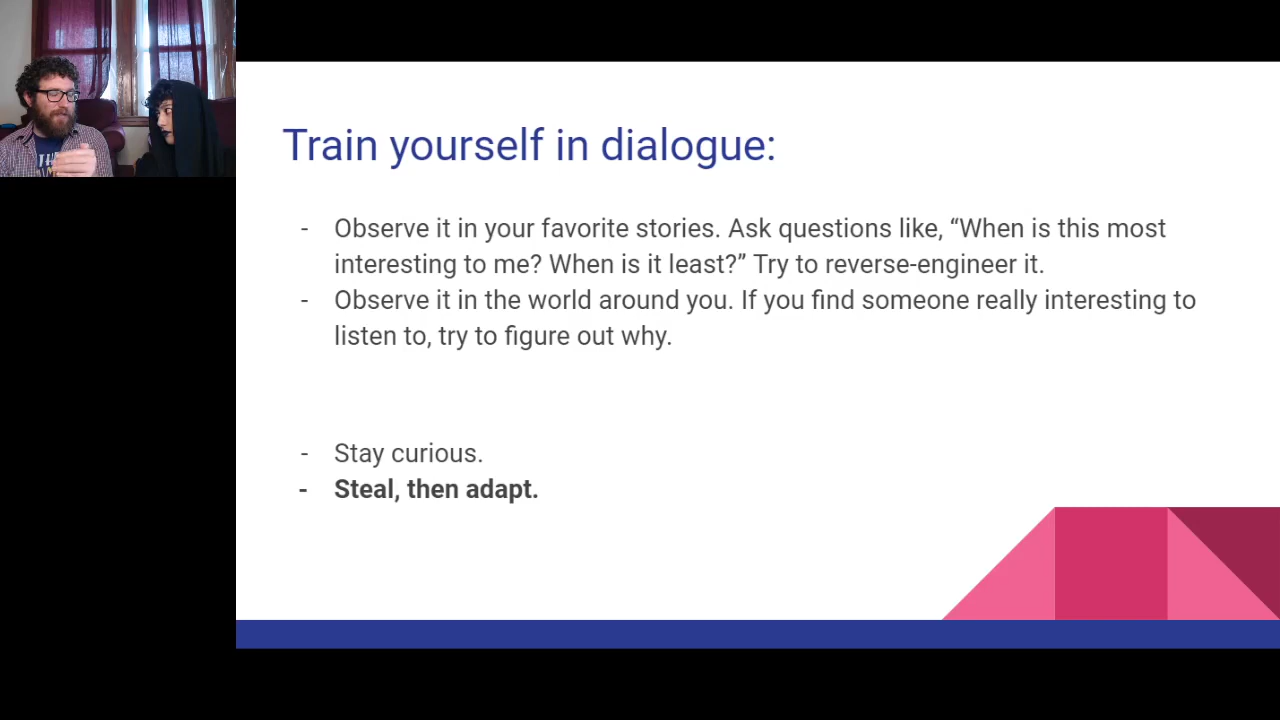 Train yourself in dialogue:
- Observe it in your favorite stories. Ask questions like, “When is this most
interesting to me? When is it least?” Try to reverse-engineer it.
- Observe it in the world around you. If you find someone really interesting to
listen to, try to figure out why.
- Stay curious.
- Steal, then adapt.